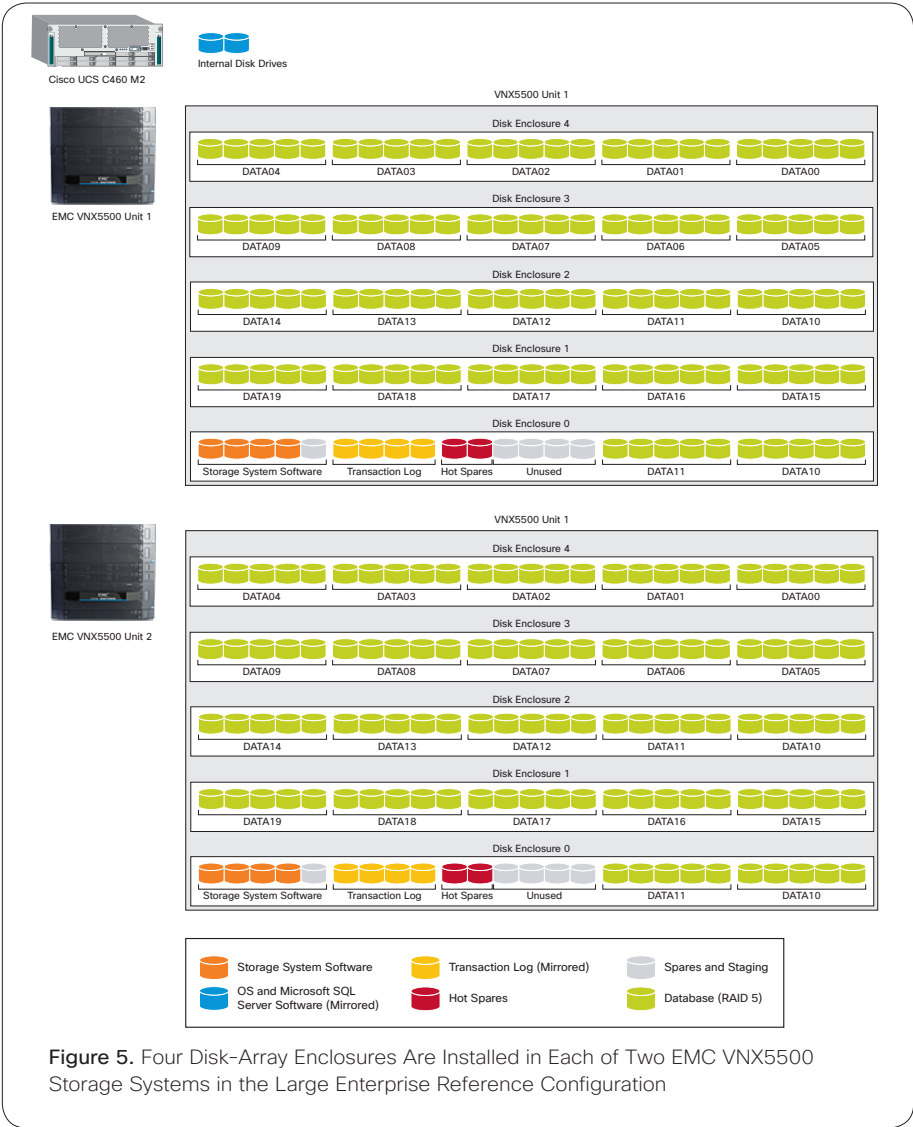 Cisco UCS C460 M2
Internal Disk Drives
VNX5500 Unit 1
EMC VNX5500 Unit 1
Disk Enclosure 4
DATA04 DATA03 DATA02 DATA01 DATA00
Disk Enclosure 3
DATA09 DATA08 DATA07 DATA06 DATA05
Disk Enclosure 2
DATA14 DATA13 DATA12 DATA11 DATA10
Disk Enclosure 1
DATA19 DATA18 DATA17 DATA16 DATA15
Disk Enclosure 0
Storage System Software Transaction Log Hot Spares Unused DATA11 DATA10
VNX5500 Unit 1
EMC VNX5500 Unit 2
Disk Enclosure 4
DATA04 DATA03 DATA02 DATA01 DATA00
Disk Enclosure 3
DATA09 DATA08 DATA07 DATA06 DATA05
Disk Enclosure 2
DATA14 DATA13 DATA12 DATA11 DATA10
Disk Enclosure 1
DATA19 DATA18 DATA17 DATA16 DATA15
Disk Enclosure 0
Storage System Software Transaction Log Hot Spares Unused DATA11 DATA10
Storage System Software
Transaction Log (Mirrored)
Spares and Staging
OS and Microsoft SQL
Server Software (Mirrored)
Hot Spares
Database (RAID 5)
Figure 5. Four Disk-Array Enclosures Are Installed in Each of Two EMC VNX5500
Storage Systems in the Large Enterprise Reference Configuration